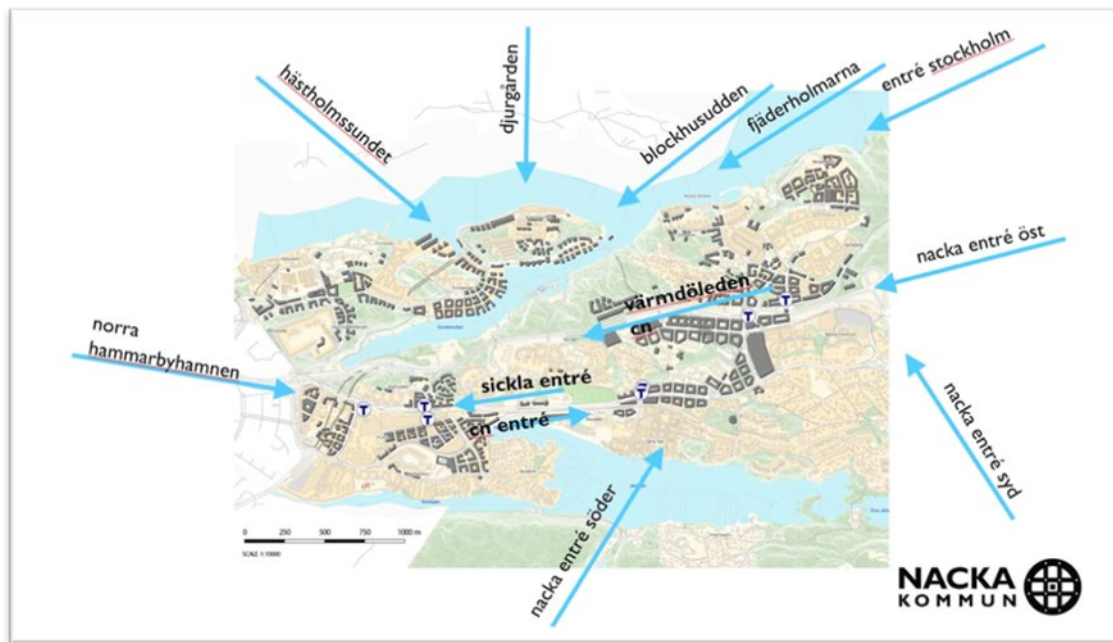 hästholmssundet
djurgården
blockhusudden
fjäderholmarna
entré stockholm
nacka entré öst
värmdöleden
cn
norra
hammarbyhamnen
sickla entré
cn entré
nacka entré syd
nacka entré söder
0 250 500 750 1000 m
SCALE 1:10000
T
T
T
T
T
T
NACKA
KOMMUN